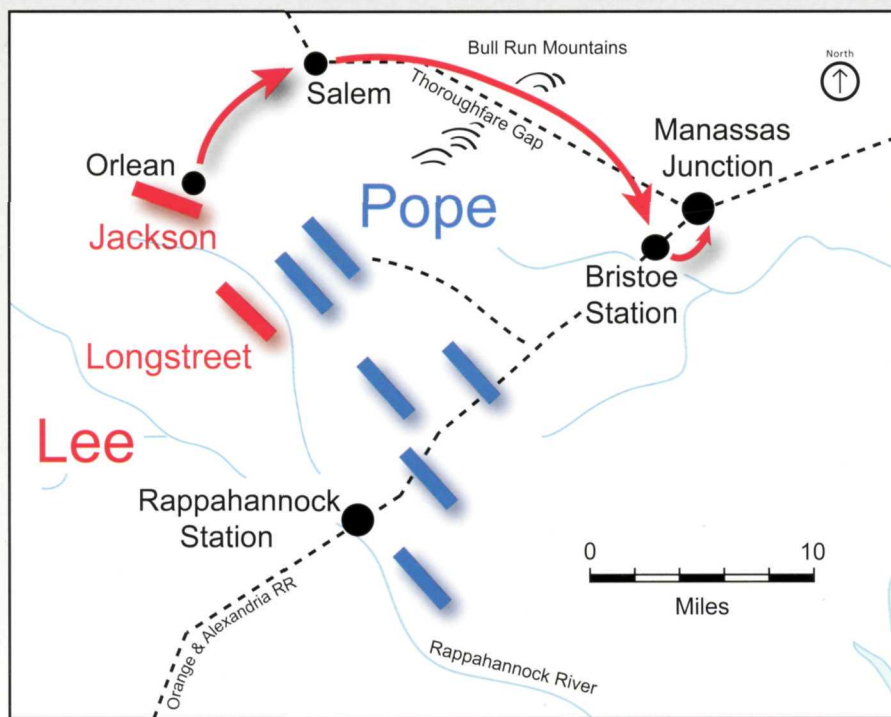 Bull Run Mountains
North
Salem
Thoroughfare Gap
Manassas
Junction
Orlean
Pope
Jackson
Bristoe
Station
Longstreet
Lee
Rappahannock
Station
0 10
Miles
Orange & Alexandria RR
Rappahannock River